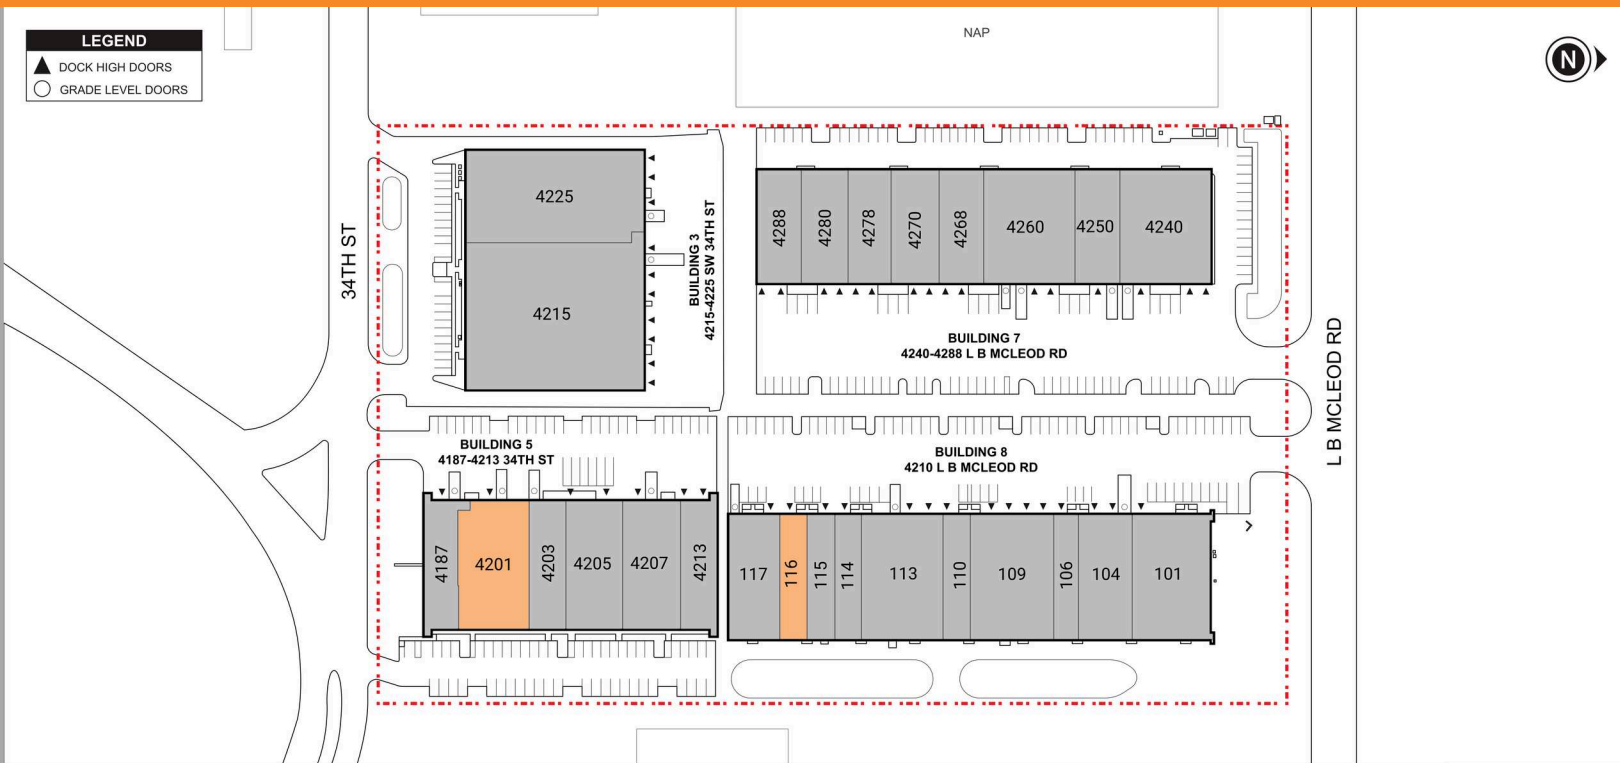 LEGEND
DOCK HIGH DOORS
GRADE LEVEL DOORS
NAP
N
34TH ST
4225
4215
BUILDING 3
4215-4225 SW 34TH ST
4288
4280
4278
4270
4268
4260
4250
4240
BUILDING 7
4240-4288 L B MCLEOD RD
L B MCLEOD RD
BUILDING 5
4187-4213 34TH ST
4187
4201
4203
4205
4207
4213
BUILDING 8
4210 L B MCLEOD RD
117
116
115
114
113
110
109
106
104
101